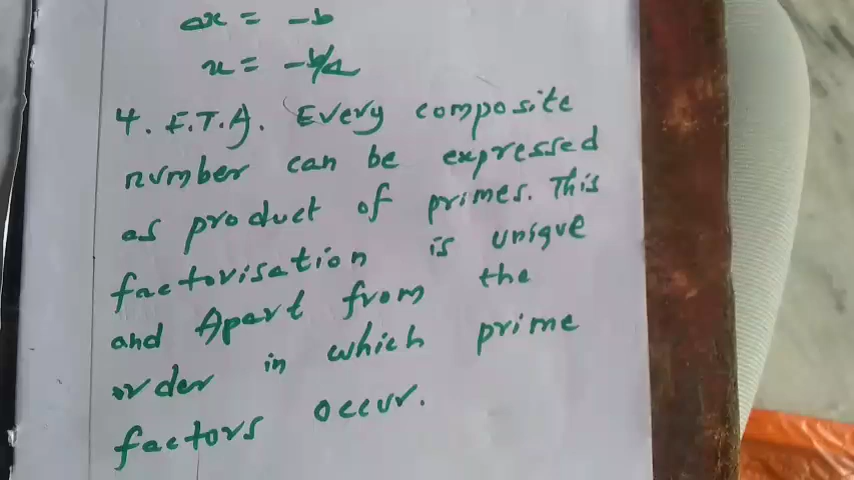 ax = -b
x = -b/a
4. F.T.A. Every composite
number can be expressed
as product of primes. This
factorisation is unique
and Apart from the
order in which prime
factors occur.